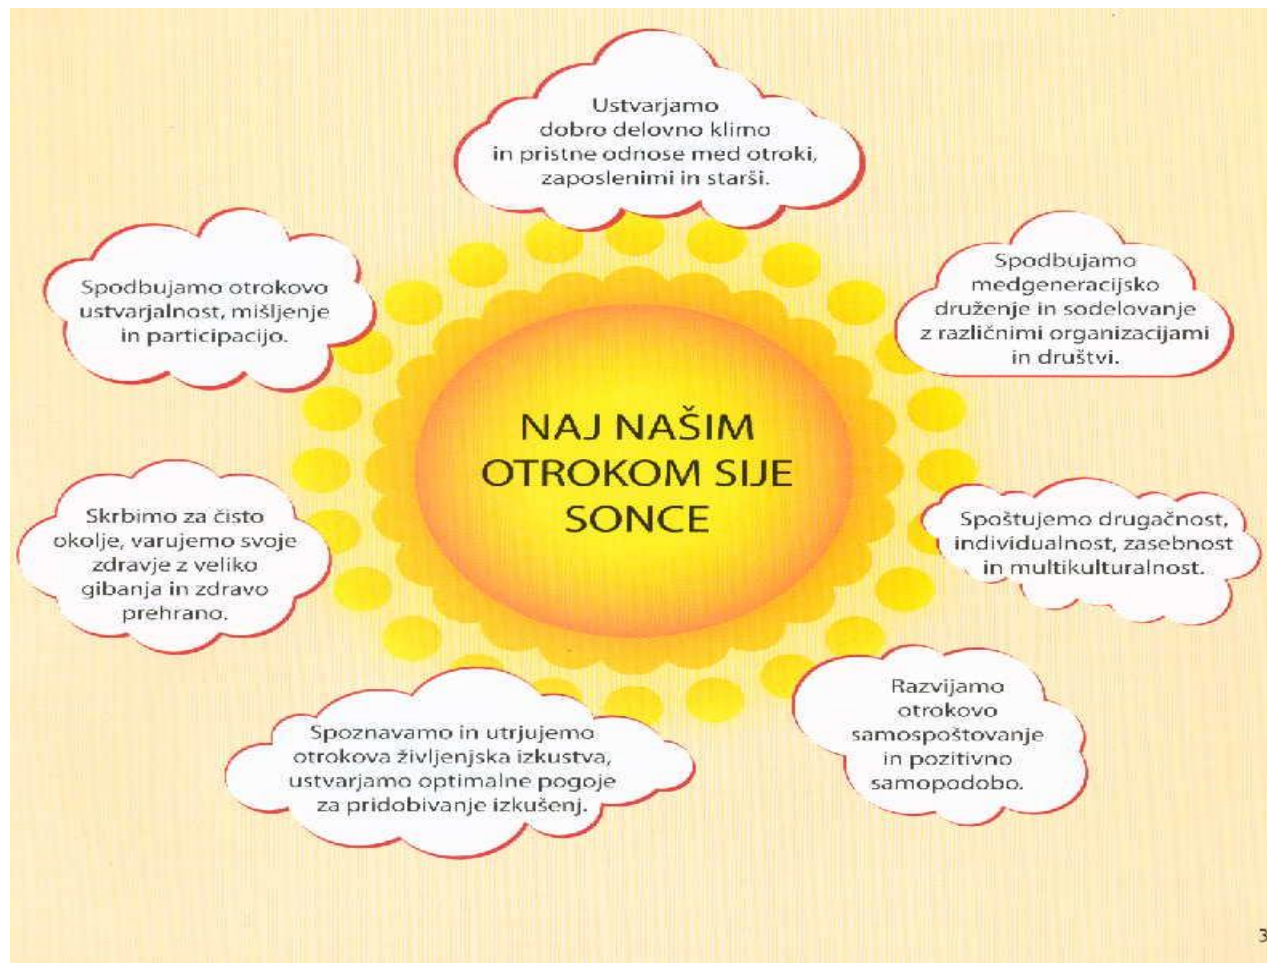 Ustvarjamo
dobro delovno klimo
in pristne odnose med otroki,
zaposlenimi in starši.
Spodbujamo otrokovo
ustvarjalnost, mišljenje
in participacijo.
Spodbujamo
medgeneracijsko
druženje in sodelovanje
z različnimi organizacijami
in društvi.
NAJ NAŠIM
OTROKOM SIJE
SONCE
Skrbimo za čisto
okolje, varujemo svoje
zdravje z veliko
gibanja in zdravo
prehrano.
Spoštujemo drugačnost,
individualnost, zasebnost
in multikulturalnost.
Spoznavamo in utrjujemo
otrokova življenjska izkustva,
ustvarjamo optimalne pogoje
za pridobivanje izkušenj.
Razvijamo
otrokovo
samospoštovanje
in pozitivno
samopodobo.
3